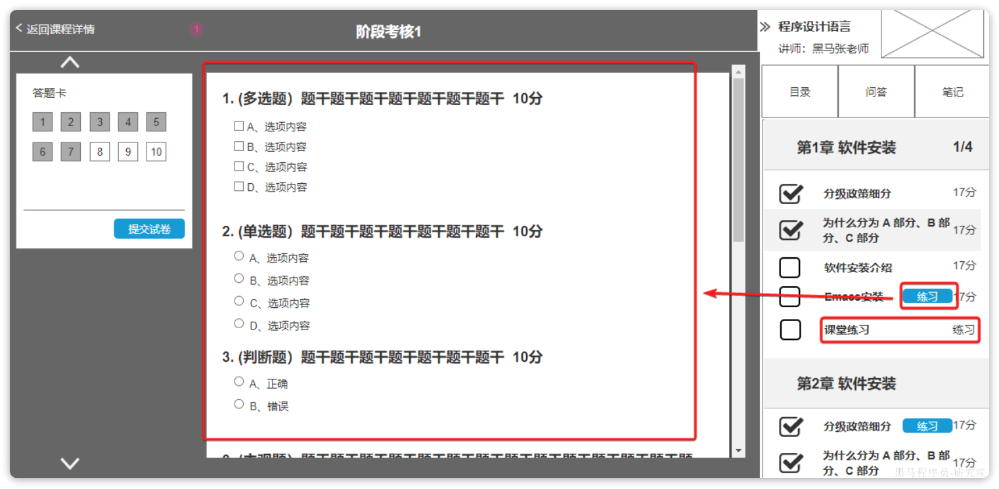 返回课程详情
1
阶段考核1
程序设计语言
讲师：黑马张老师
答题卡
1 2 3 4 5
6 7 8 9 10
提交试卷
1. (多选题）题干题干题干题干题干题干题干 10分
A、选项内容
B、选项内容
C、选项内容
D、选项内容
2. (单选题）题干题干题干题干题干题干题干 10分
A、选项内容
B、选项内容
C、选项内容
D、选项内容
3. (判断题）题干题干题干题干题干题干题干 10分
A、正确
B、错误
目录 问答 笔记
第1章 软件安装 1/4
分级政策细分 17分
为什么分为 A 部分、B 部
分、C 部分 17分
软件安装介绍 17分
Emacs安装 练习 17分
课堂练习 练习
第2章 软件安装
分级政策细分 练习 17分
为什么分为 A 部分、B 部
分、C 部分 17分
黑马程序员-研究院